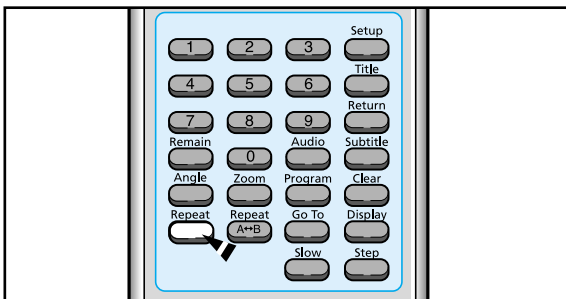 Setup
1 2 3
Title
4 5 6
Return
7 8 9
Remain Audio Subtitle
0
Angle Zoom Program Clear
Repeat Repeat Go To Display
A↔B
Slow Step